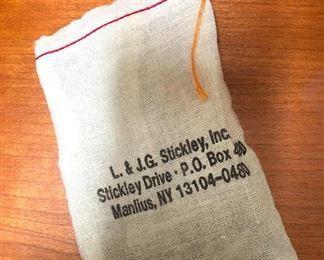 L. & J.G. Stickley, Inc.
Stickley Drive · P.O. Box 480
Manlius, NY 13104-0480